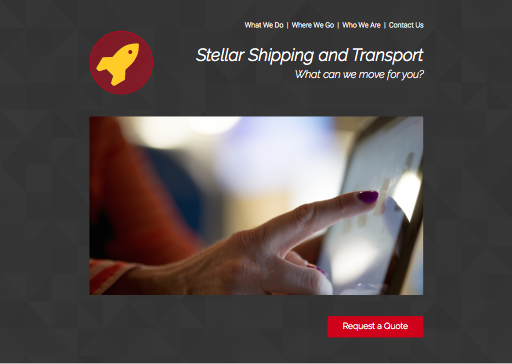 What We Do | Where We Go | Who We Are | Contact Us
Stellar Shipping and Transport
What can we move for you?
Request a Quote